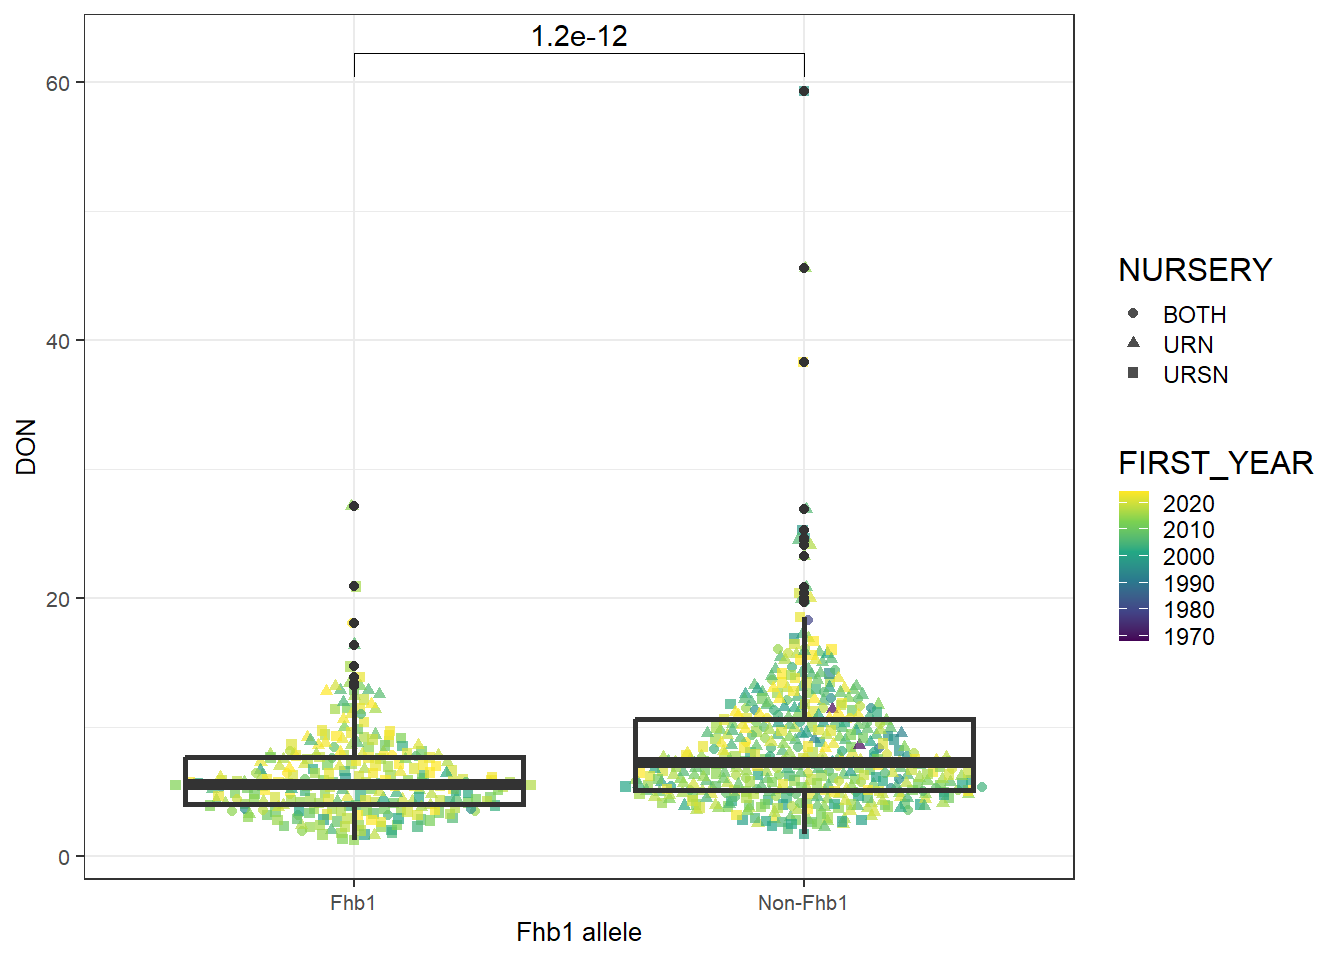 1.2e-12
60
40
20
0
DON
Fhb1
Non-Fhb1
Fhb1 allele
NURSERY
BOTH
URN
URSN
FIRST_YEAR
2020
2010
2000
1990
1980
1970